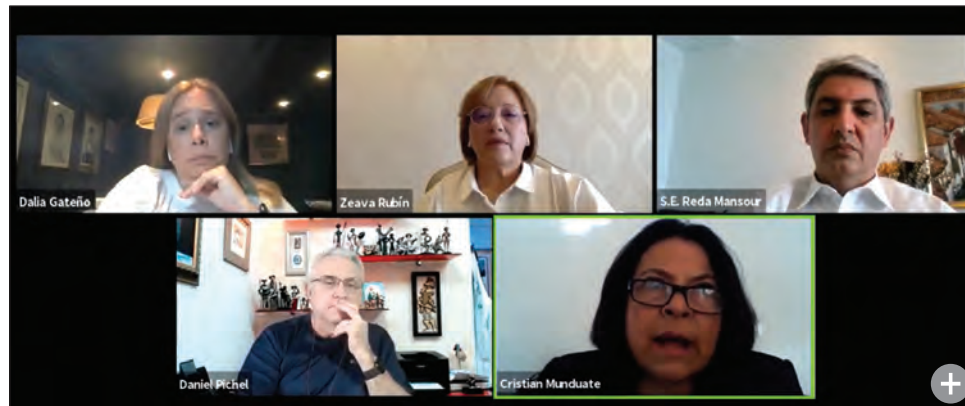 Dalia Gateño
Zeava Rubín
S.E. Reda Mansour
Daniel Pichel
Cristian Munduate